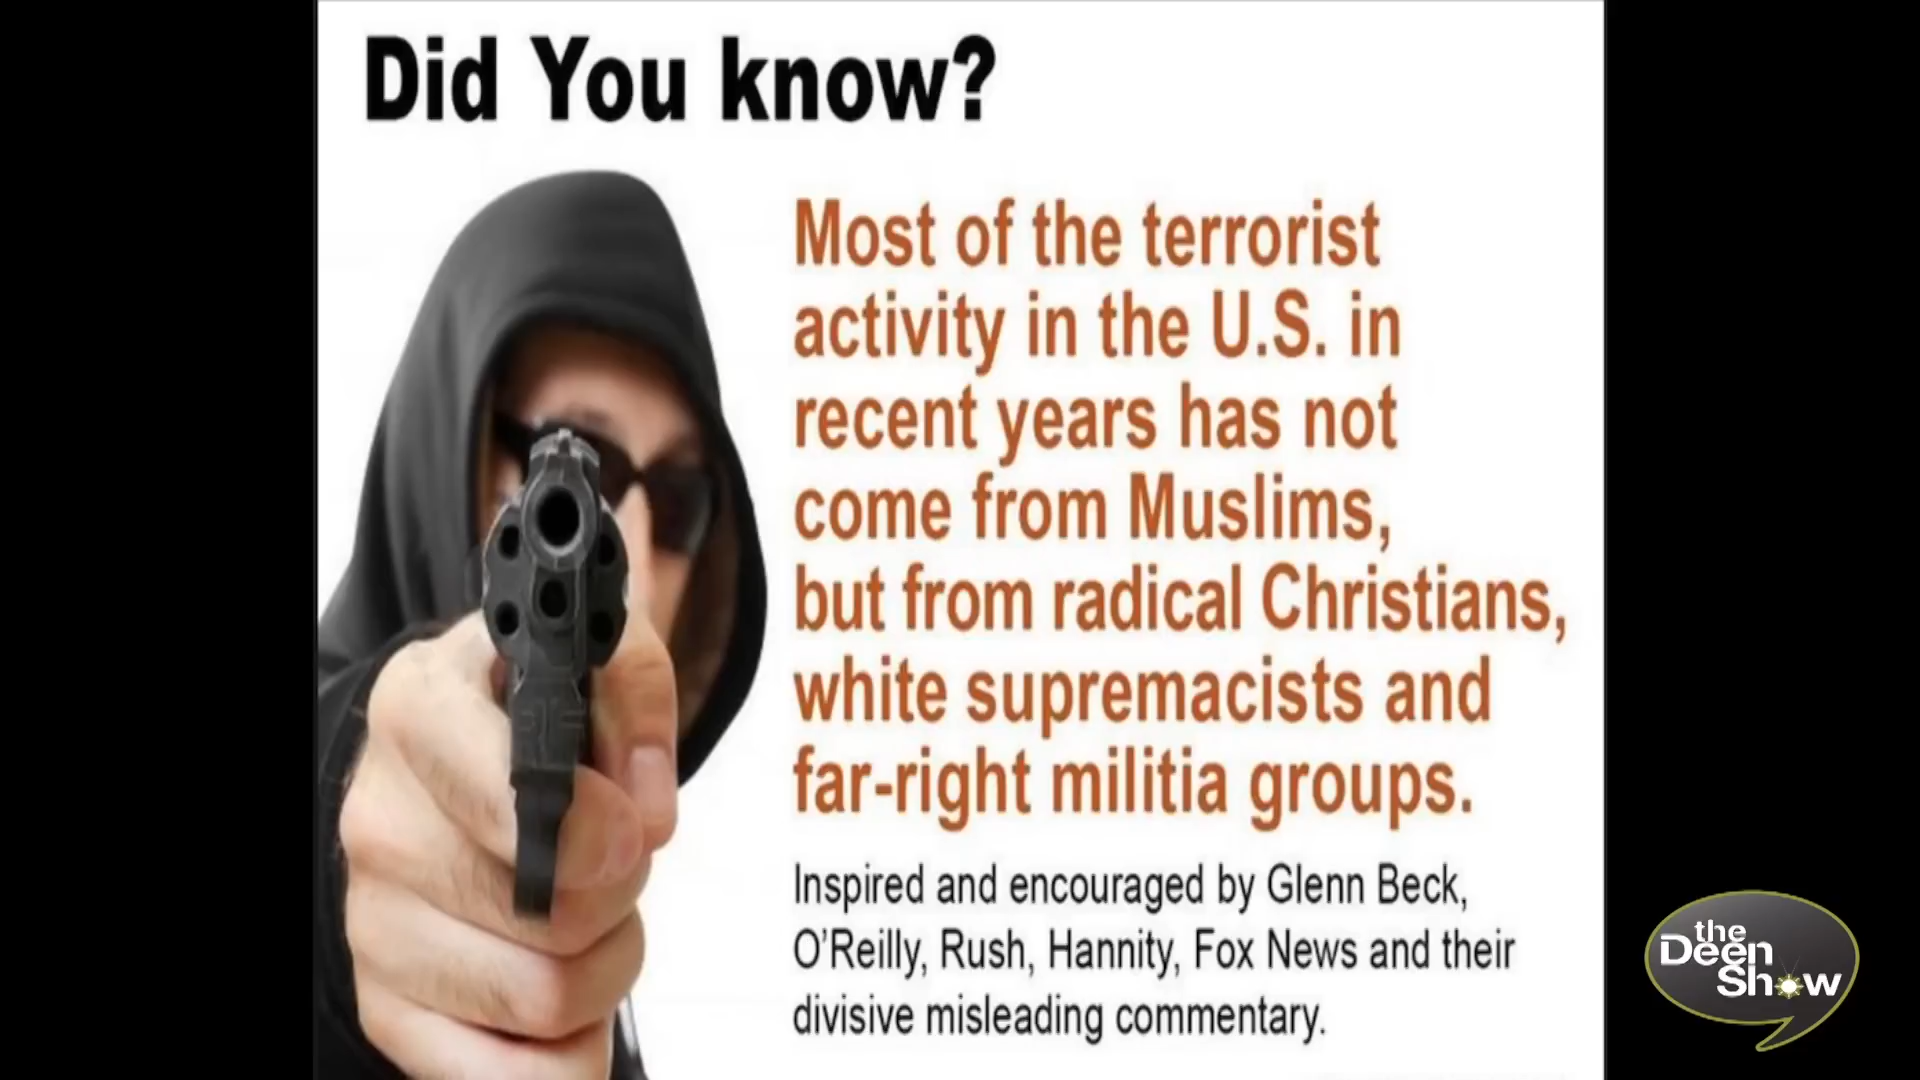 Did You know?
Most of the terrorist
activity in the U.S. in
recent years has not
come from Muslims,
but from radical Christians,
white supremacists and
far-right militia groups.
Inspired and encouraged by Glenn Beck,
O'Reilly, Rush, Hannity, Fox News and their
divisive misleading commentary.
the
Deen
Show